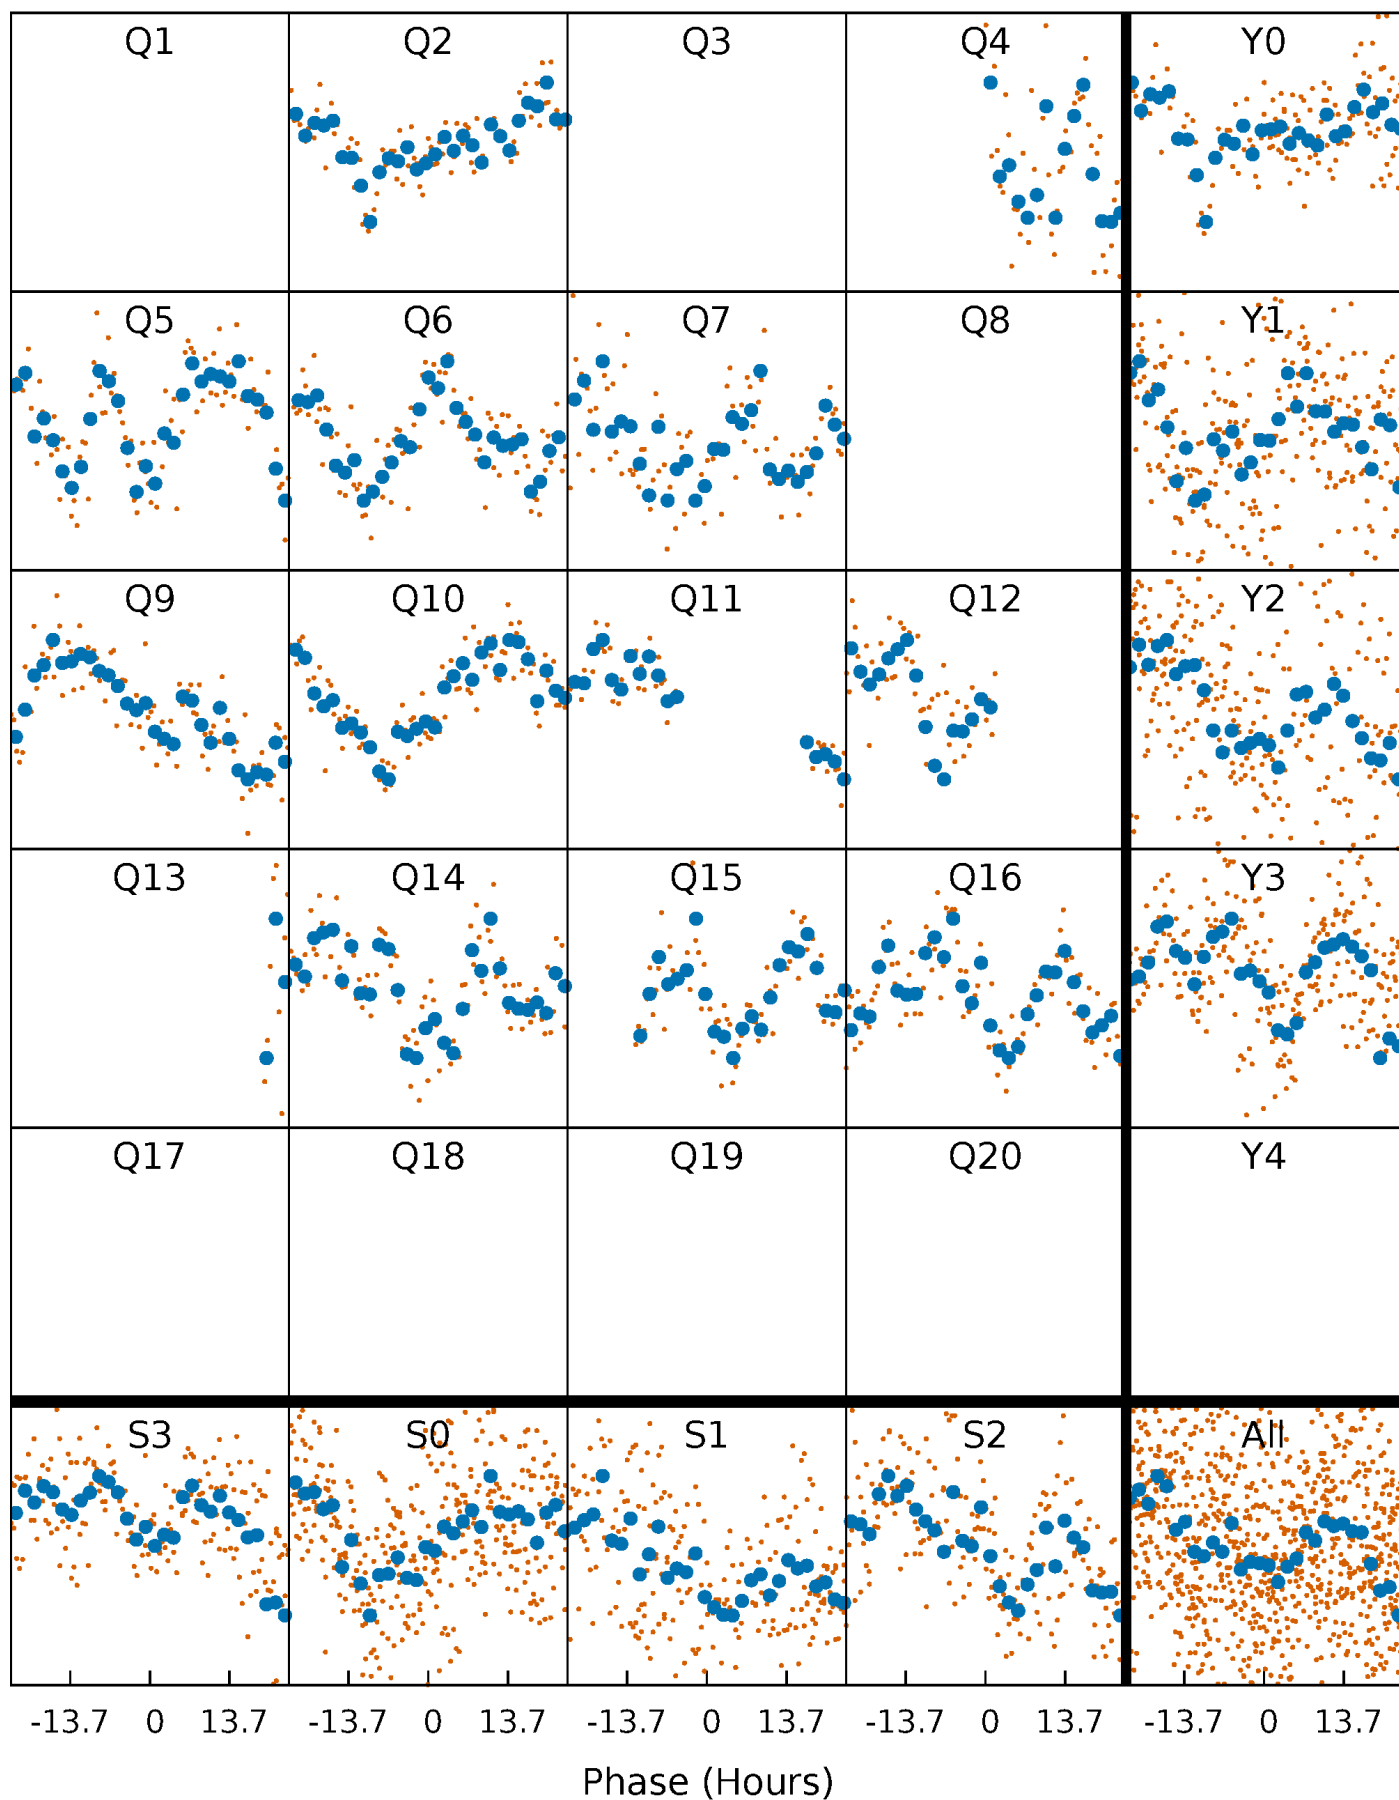 Q1 Q2 Q3 Q4 Y0
Q5 Q6 Q7 Q8 Y1
Q9 Q10 Q11 Q12 Y2
Q13 Q14 Q15 Q16 Y3
Q17 Q18 Q19 Q20 Y4
S3 S0 S1 S2 All
-13.7 0 13.7 -13.7 0 13.7 -13.7 0 13.7 -13.7 0 13.7 -13.7 0 13.7
Phase (Hours)